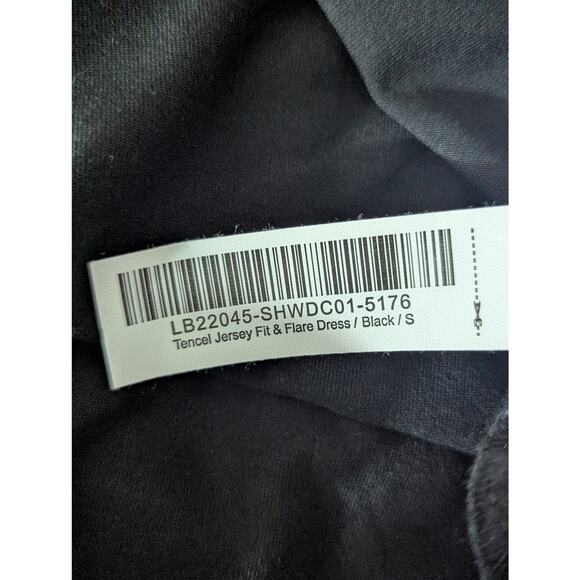 LB22045-SHWDC01-5176
Tencel Jersey Fit & Flare Dress / Black / S